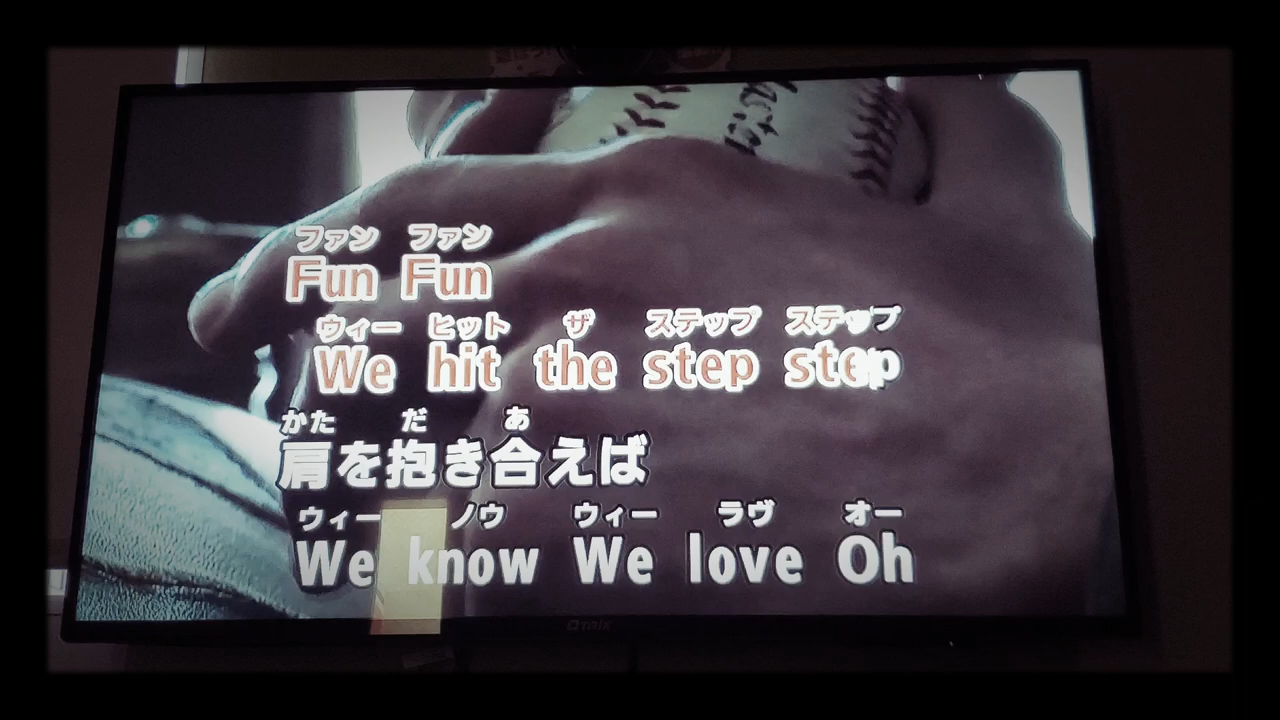 ファン ファン
Fun Fun
ウィー ヒット ザ ステップ ステップ
We hit the step step
かた だ あ
肩を抱き合えば
ウィー ノウ ウィー ラヴ オー
We know We love Oh